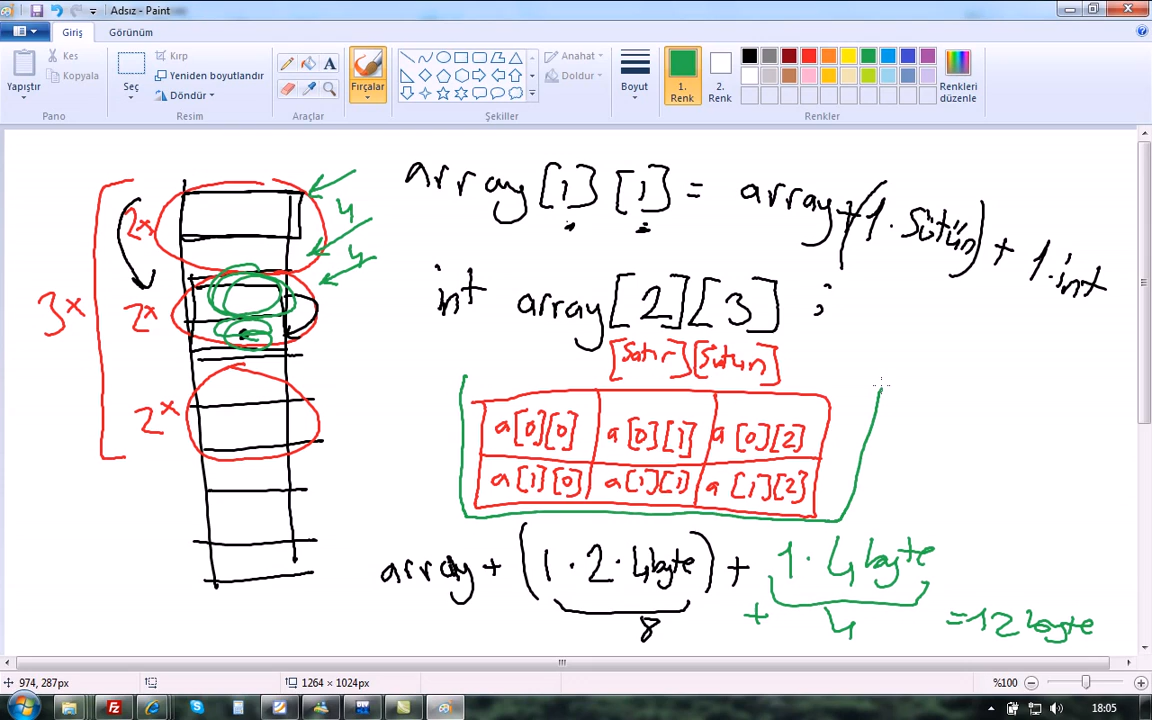 Adsız - Paint
Giriş Görünüm
Yapıştır
Kes
Kopyala
Pano
Seç
Kırp
Yeniden boyutlandır
Döndür
Resim
Araçlar
Fırçalar
Anahat
Doldur
Şekiller
Boyut
1. Renk
2. Renk
Renkleri düzenle
Renkler
array[1][1] = array+(1.Sütün) + 1.int
int array[2][3];
[Satır][Sütun]
a[0][0] a[0][1] a[0][2]
a[1][0] a[1][1] a[1][2]
array + (1.2.4byte) + 1.4byte
8 + 4 =12 byte
3x
2x
2x
2x
4
4
974, 287px
1264 × 1024px
%100
18:05